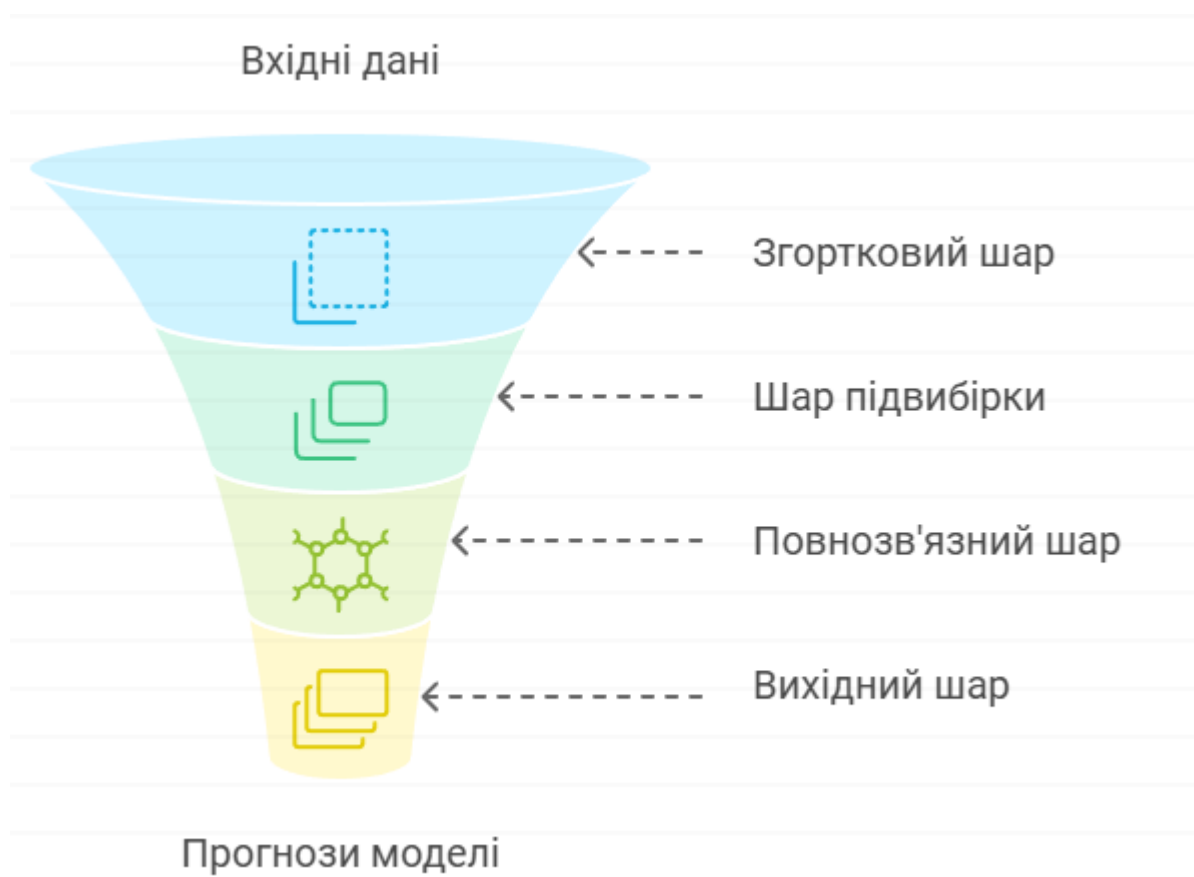 Вхідні дані
Згортковий шар
Шар підвибірки
Повнозв'язний шар
Вихідний шар
Прогнози моделі